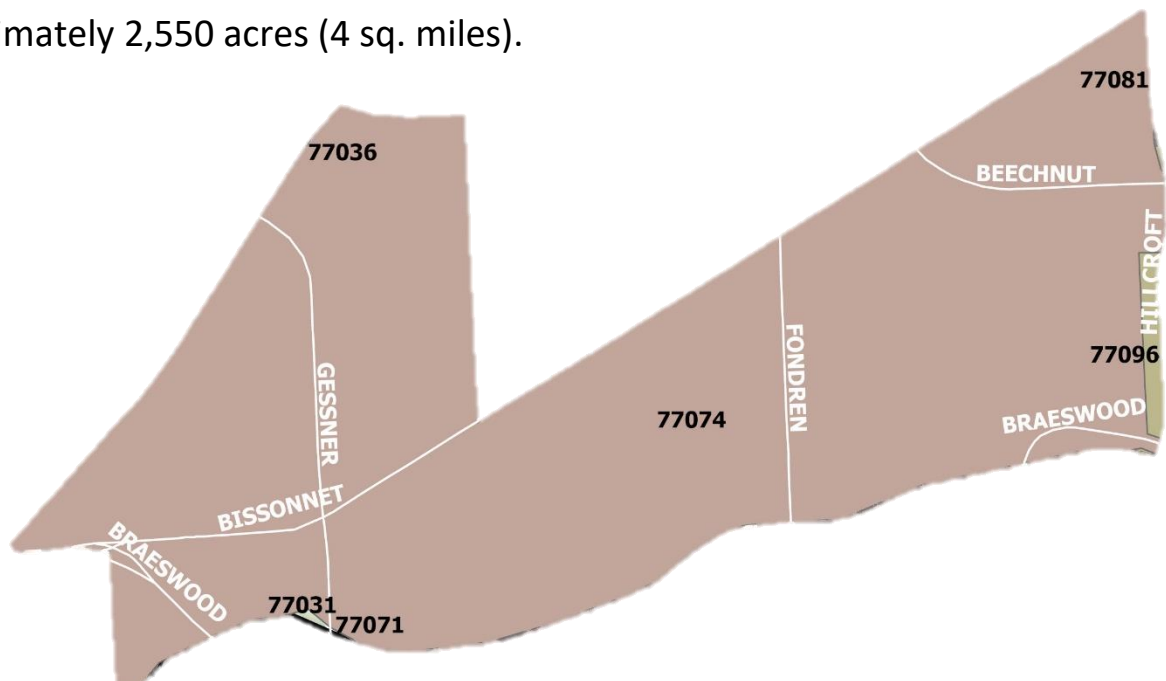 imately 2,550 acres (4 sq. miles).
77081
77036
BEECHNUT
HILLCROFT
FONDREN
77096
GESSNER
77074
BRAESWOOD
BISSONNET
BRAESWOOD
77031
77071